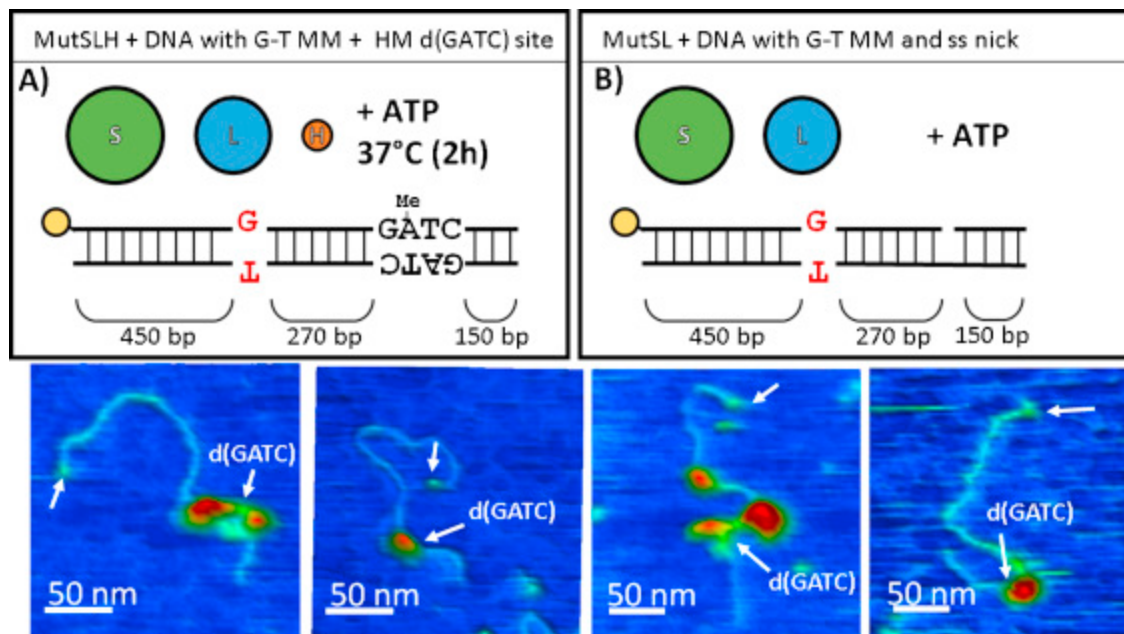 MutSLH + DNA with G-T MM + HM d(GATC) site
A)
S L H + ATP
37°C (2h)
Me
G GATC
T GATC
450 bp 270 bp 150 bp
MutSL + DNA with G-T MM and ss nick
B)
S L + ATP
G
T
450 bp 270 bp 150 bp
d(GATC)
50 nm
d(GATC)
50 nm
d(GATC)
50 nm
d(GATC)
50 nm